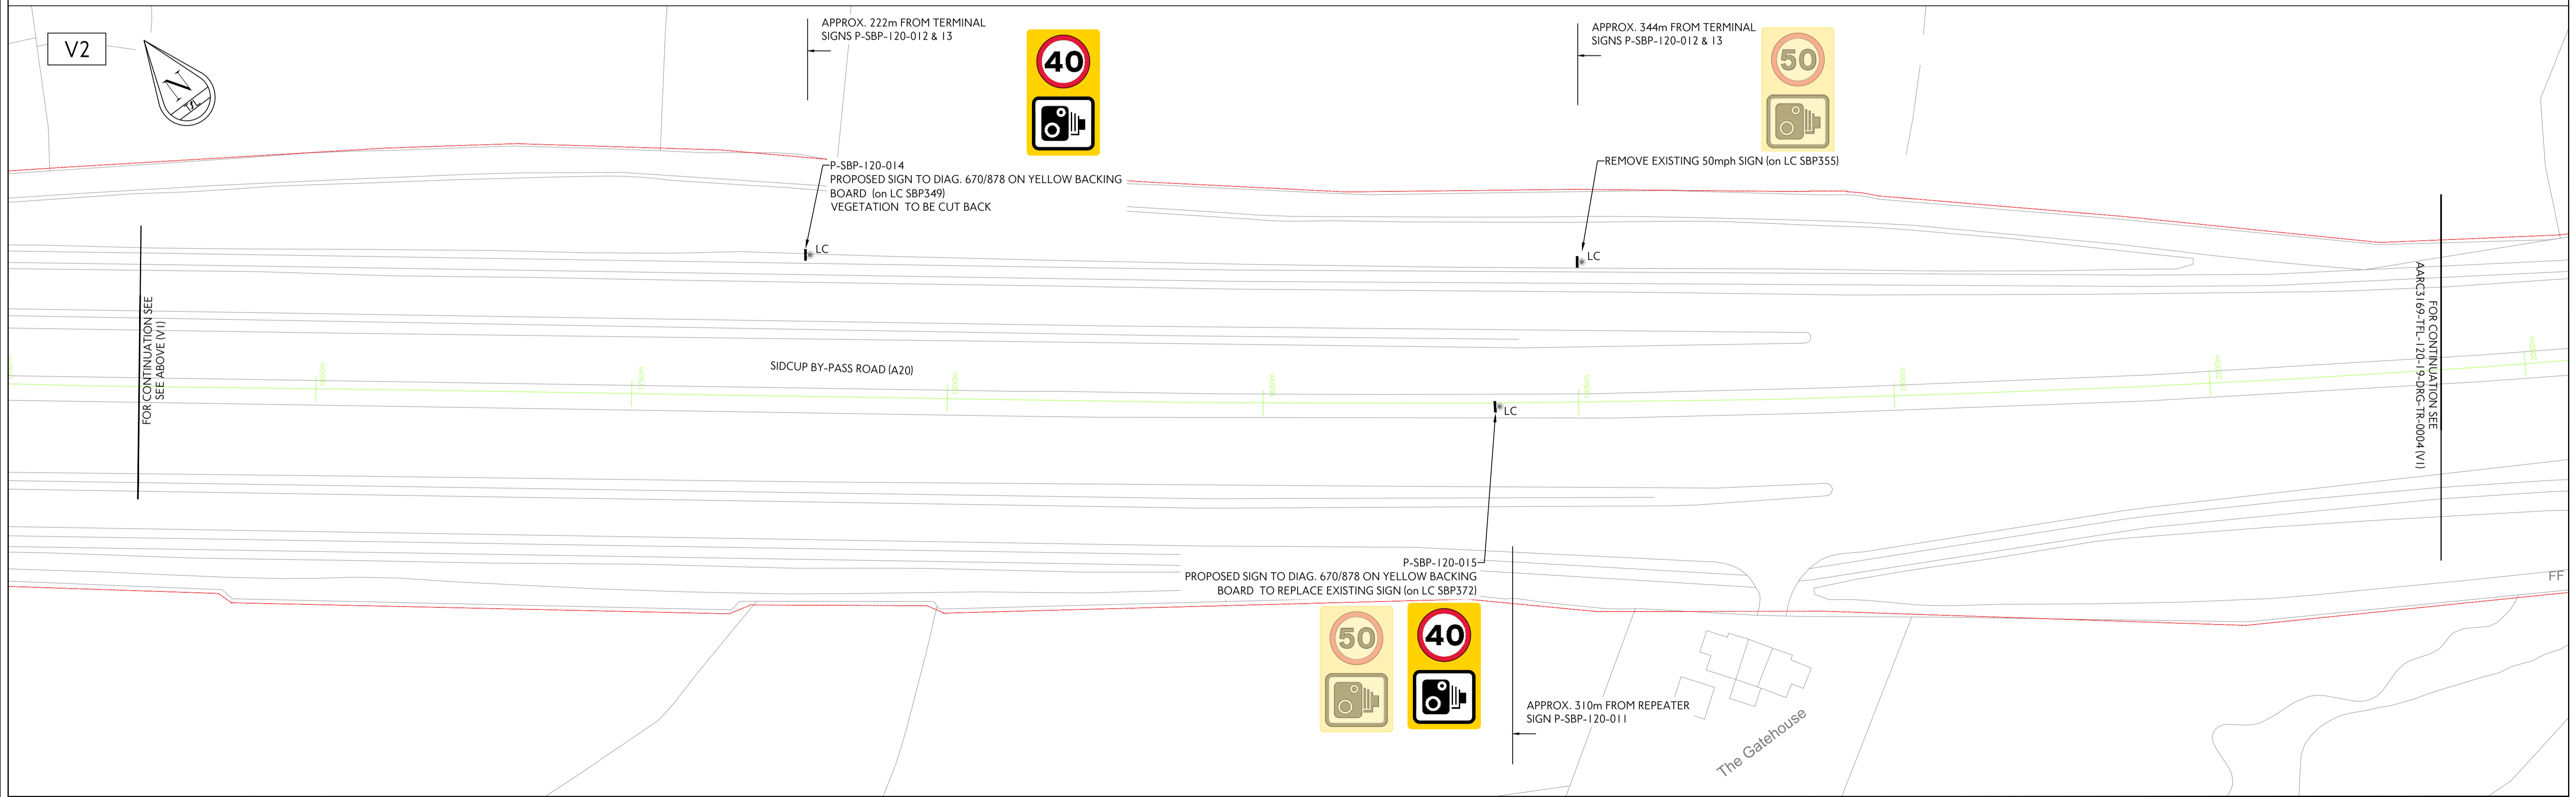 V2
N
APPROX. 222m FROM TERMINAL
SIGNS P-SBP-120-012 & 13
40
APPROX. 344m FROM TERMINAL
SIGNS P-SBP-120-012 & 13
50
P-SBP-120-014
PROPOSED SIGN TO DIAG. 670/878 ON YELLOW BACKING
BOARD (on LC SBP349)
VEGETATION TO BE CUT BACK
REMOVE EXISTING 50mph SIGN (on LC SBP355)
LC
LC
FOR CONTINUATION SEE
SEE ABOVE (V1)
SIDCUP BY-PASS ROAD (A20)
1800m
1850m
1900m
1950m
2000m
LC
FOR CONTINUATION SEE
AARC3169-TFL-120-19-DRG-TR-0004 (V1)
P-SBP-120-015
PROPOSED SIGN TO DIAG. 670/878 ON YELLOW BACKING
BOARD TO REPLACE EXISTING SIGN (on LC SBP372)
50
40
APPROX. 310m FROM REPEATER
SIGN P-SBP-120-011
The Gatehouse
FF